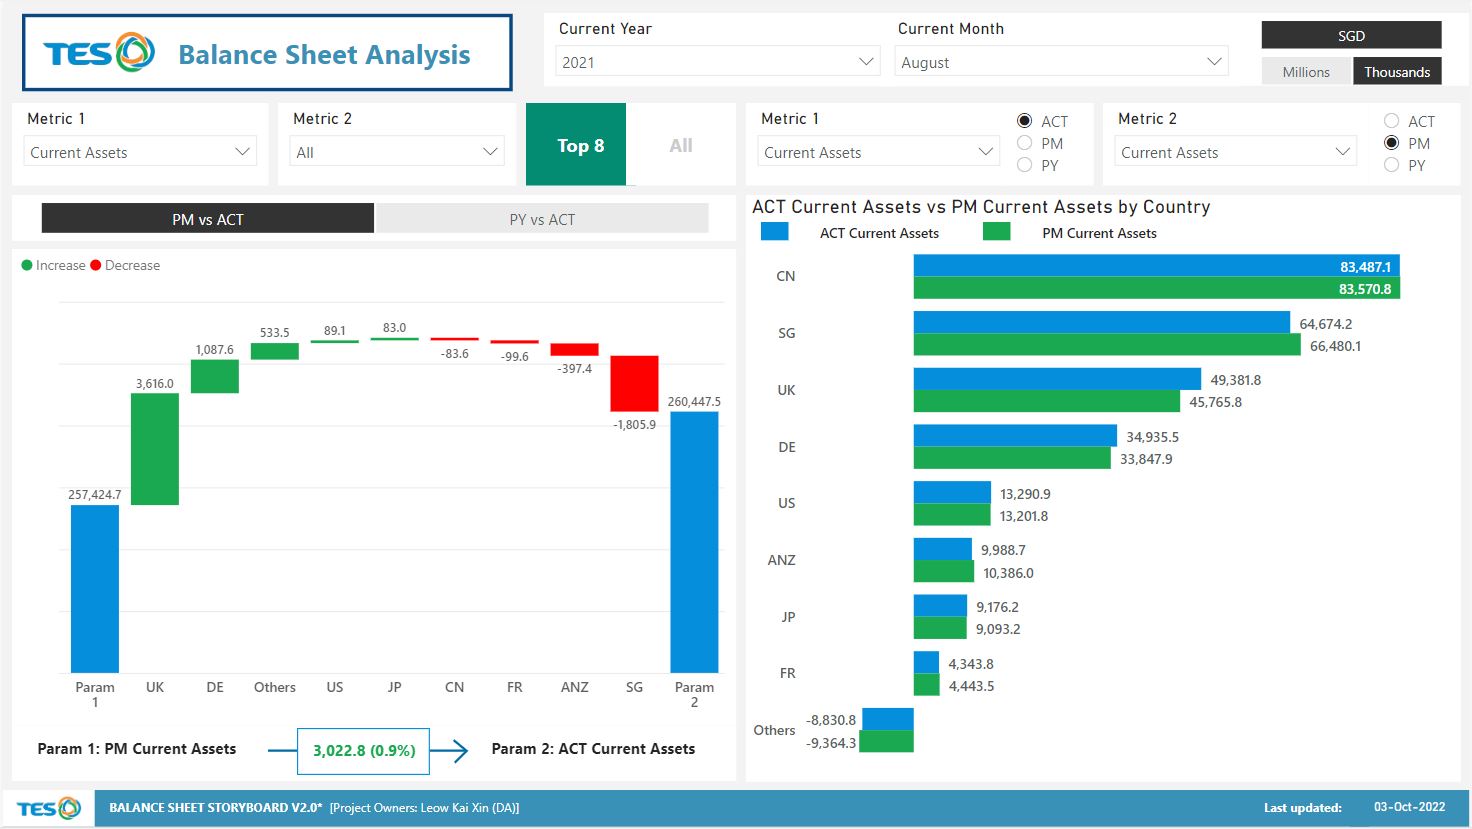 TES
Balance Sheet Analysis
Current Year
2021
Current Month
August
SGD
Millions
Thousands
Metric 1
Current Assets
Metric 2
All
Top 8
All
Metric 1
Current Assets
ACT
PM
PY
Metric 2
Current Assets
ACT
PM
PY
PM vs ACT
PY vs ACT
Increase
Decrease
257,424.7
3,616.0
1,087.6
533.5
89.1
83.0
-83.6
-99.6
-397.4
-1,805.9
260,447.5
Param 1
UK
DE
Others
US
JP
CN
FR
ANZ
SG
Param 2
Param 1: PM Current Assets
3,022.8 (0.9%)
Param 2: ACT Current Assets
ACT Current Assets vs PM Current Assets by Country
ACT Current Assets
PM Current Assets
CN
83,487.1
83,570.8
SG
64,674.2
66,480.1
UK
49,381.8
45,765.8
DE
34,935.5
33,847.9
US
13,290.9
13,201.8
ANZ
9,988.7
10,386.0
JP
9,176.2
9,093.2
FR
4,343.8
4,443.5
Others
-8,830.8
-9,364.3
TES
BALANCE SHEET STORYBOARD V2.0* [Project Owners: Leow Kai Xin (DA)]
Last updated:
03-Oct-2022